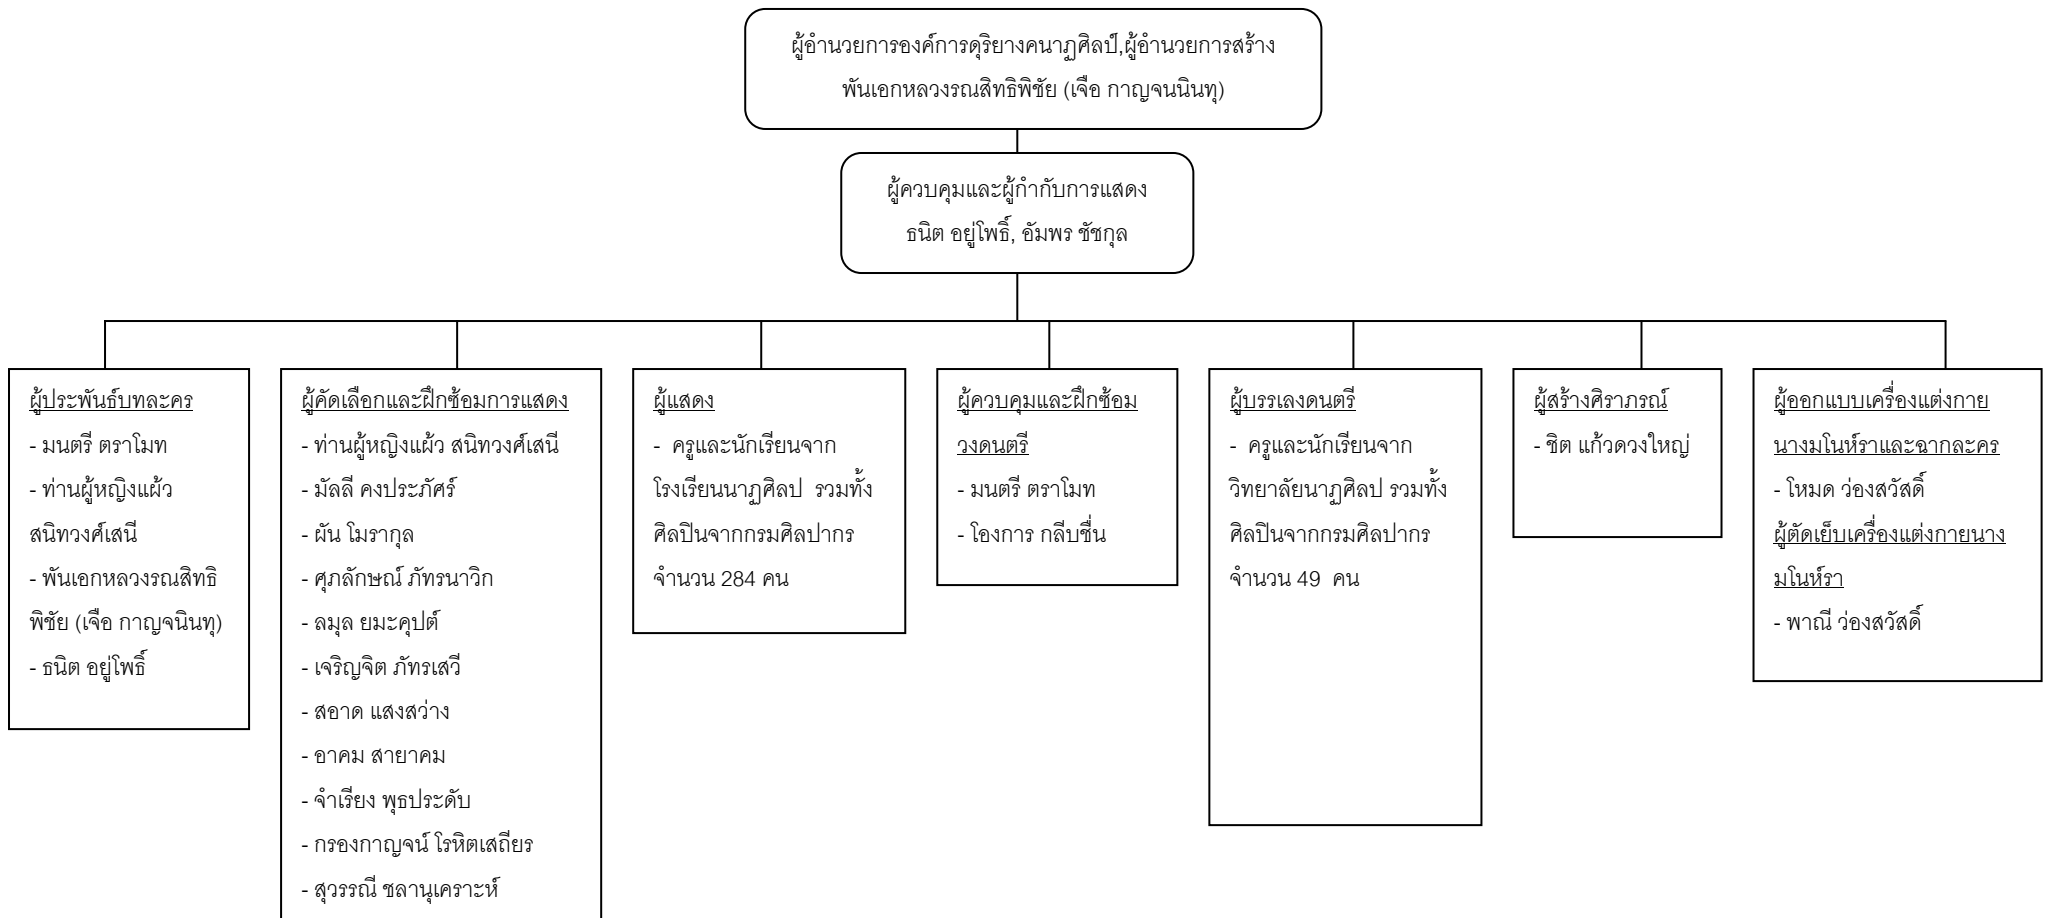 ผู้อำนวยการองค์การดุริยางคนาฏศิลป์,ผู้อำนวยการสร้าง
พันเอกหลวงรณสิทธิพิชัย (เจือ กาญจนนินทุ)
ผู้ควบคุมและผู้กำกับการแสดง
ธนิต อยู่โพธิ์, อัมพร ชัชกุล
ผู้ประพันธ์บทละคร
- มนตรี ตราโมท
- ท่านผู้หญิงแผ้ว
สนิทวงศ์เสนี
- พันเอกหลวงรณสิทธิ
พิชัย (เจือ กาญจนินทุ)
- ธนิต อยู่โพธิ์
ผู้คัดเลือกและฝึกซ้อมการแสดง
- ท่านผู้หญิงแผ้ว สนิทวงศ์เสนี
- มัลลี คงประภัศร์
- ผัน โมรากุล
- ศุภลักษณ์ ภัทรนาวิก
- ลมุล ยมะคุปต์
- เจริญจิต ภัทรเสวี
- สอาด แสงสว่าง
- อาคม สายาคม
- จำเรียง พุธประดับ
- กรองกาญจน์ โรหิตเสถียร
- สุวรรณี ชลานุเคราะห์
ผู้แสดง
- ครูและนักเรียนจาก
โรงเรียนนาฏศิลป รวมทั้ง
ศิลปินจากกรมศิลปากร
จำนวน 284 คน
ผู้ควบคุมและฝึกซ้อม
วงดนตรี
- มนตรี ตราโมท
- โองการ กลีบชื่น
ผู้บรรเลงดนตรี
- ครูและนักเรียนจาก
วิทยาลัยนาฏศิลป รวมทั้ง
ศิลปินจากกรมศิลปากร
จำนวน 49 คน
ผู้สร้างศิราภรณ์
- ชิต แก้วดวงใหญ่
ผู้ออกแบบเครื่องแต่งกาย
นางมโนห์ราและฉากละคร
- โหมด ว่องสวัสดิ์
ผู้ตัดเย็บเครื่องแต่งกายนาง
มโนห์รา
- พาณี ว่องสวัสดิ์